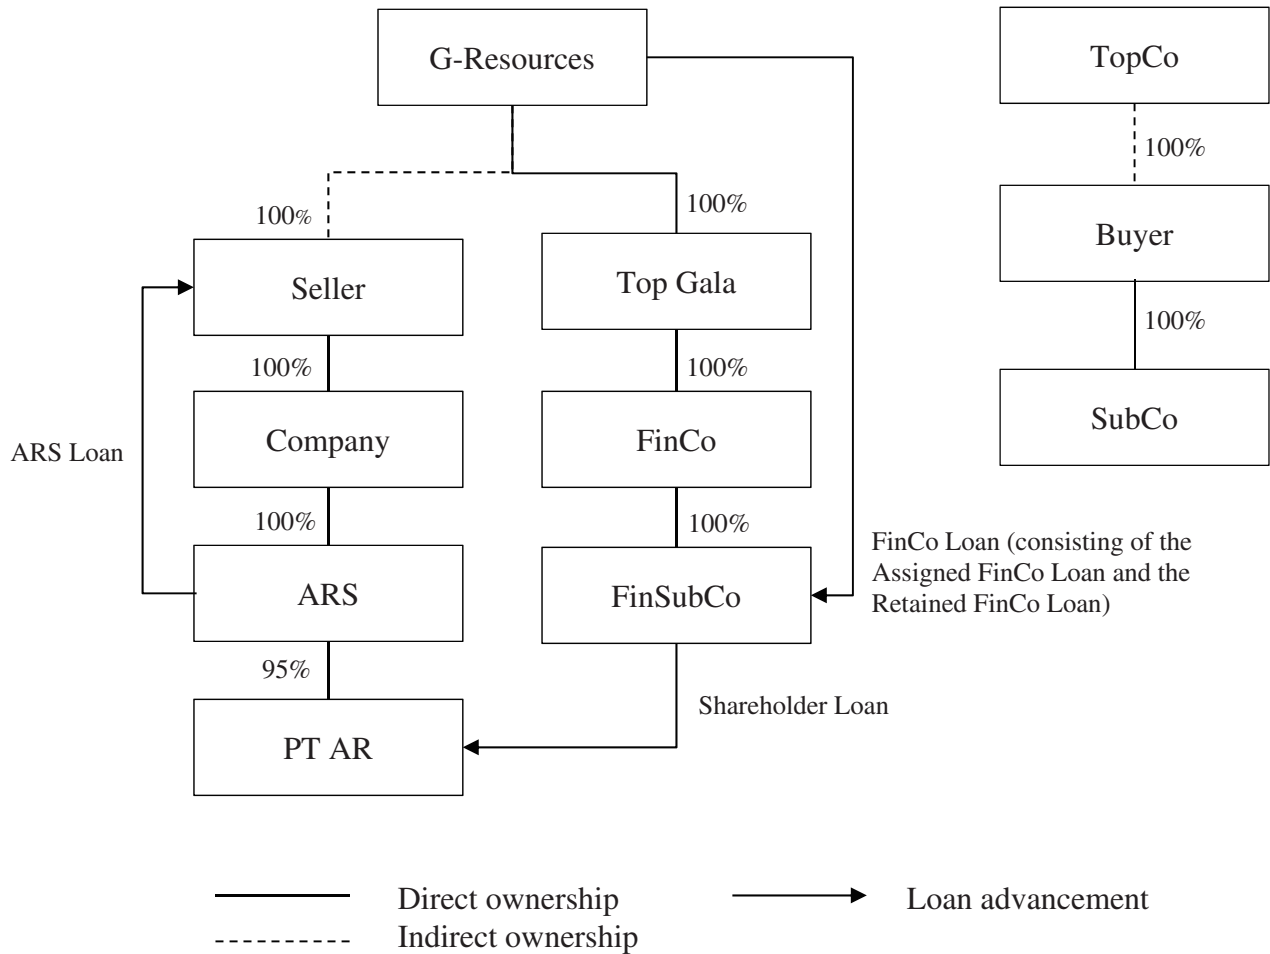 G-Resources
TopCo
100%
100%
100%
Seller
Top Gala
Buyer
100%
100%
100%
ARS Loan
Company
FinCo
SubCo
100%
100%
FinCo Loan (consisting of the
Assigned FinCo Loan and the
Retained FinCo Loan)
ARS
FinSubCo
95%
Shareholder Loan
PT AR
Direct ownership
Loan advancement
Indirect ownership